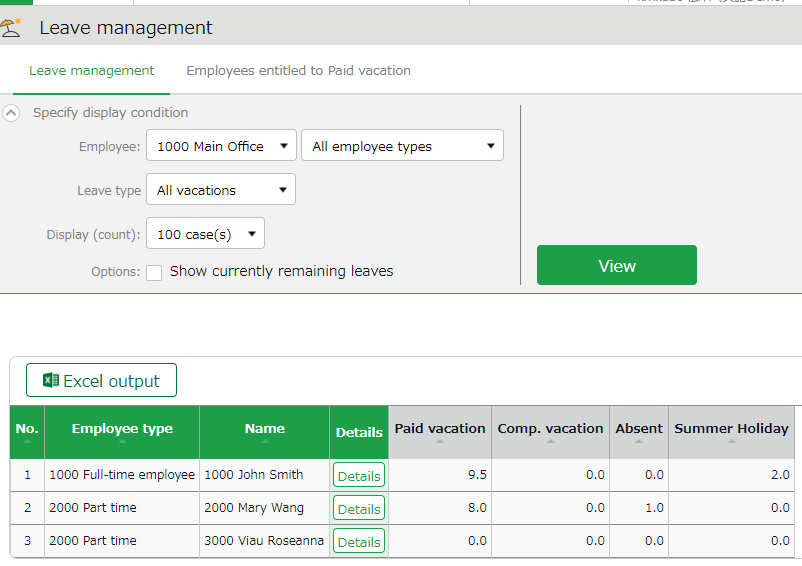 Leave management
Leave management Employees entitled to Paid vacation
Specify display condition
Employee: 1000 Main Office All employee types
Leave type All vacations
Display (count): 100 case(s)
Options: Show currently remaining leaves
View
Excel output
No. Employee type Name Details Paid vacation Comp. vacation Absent Summer Holiday
1 1000 Full-time employee 1000 John Smith Details 9.5 0.0 0.0 2.0
2 2000 Part time 2000 Mary Wang Details 8.0 0.0 1.0 0.0
3 2000 Part time 3000 Viau Roseanna Details 0.0 0.0 0.0 0.0